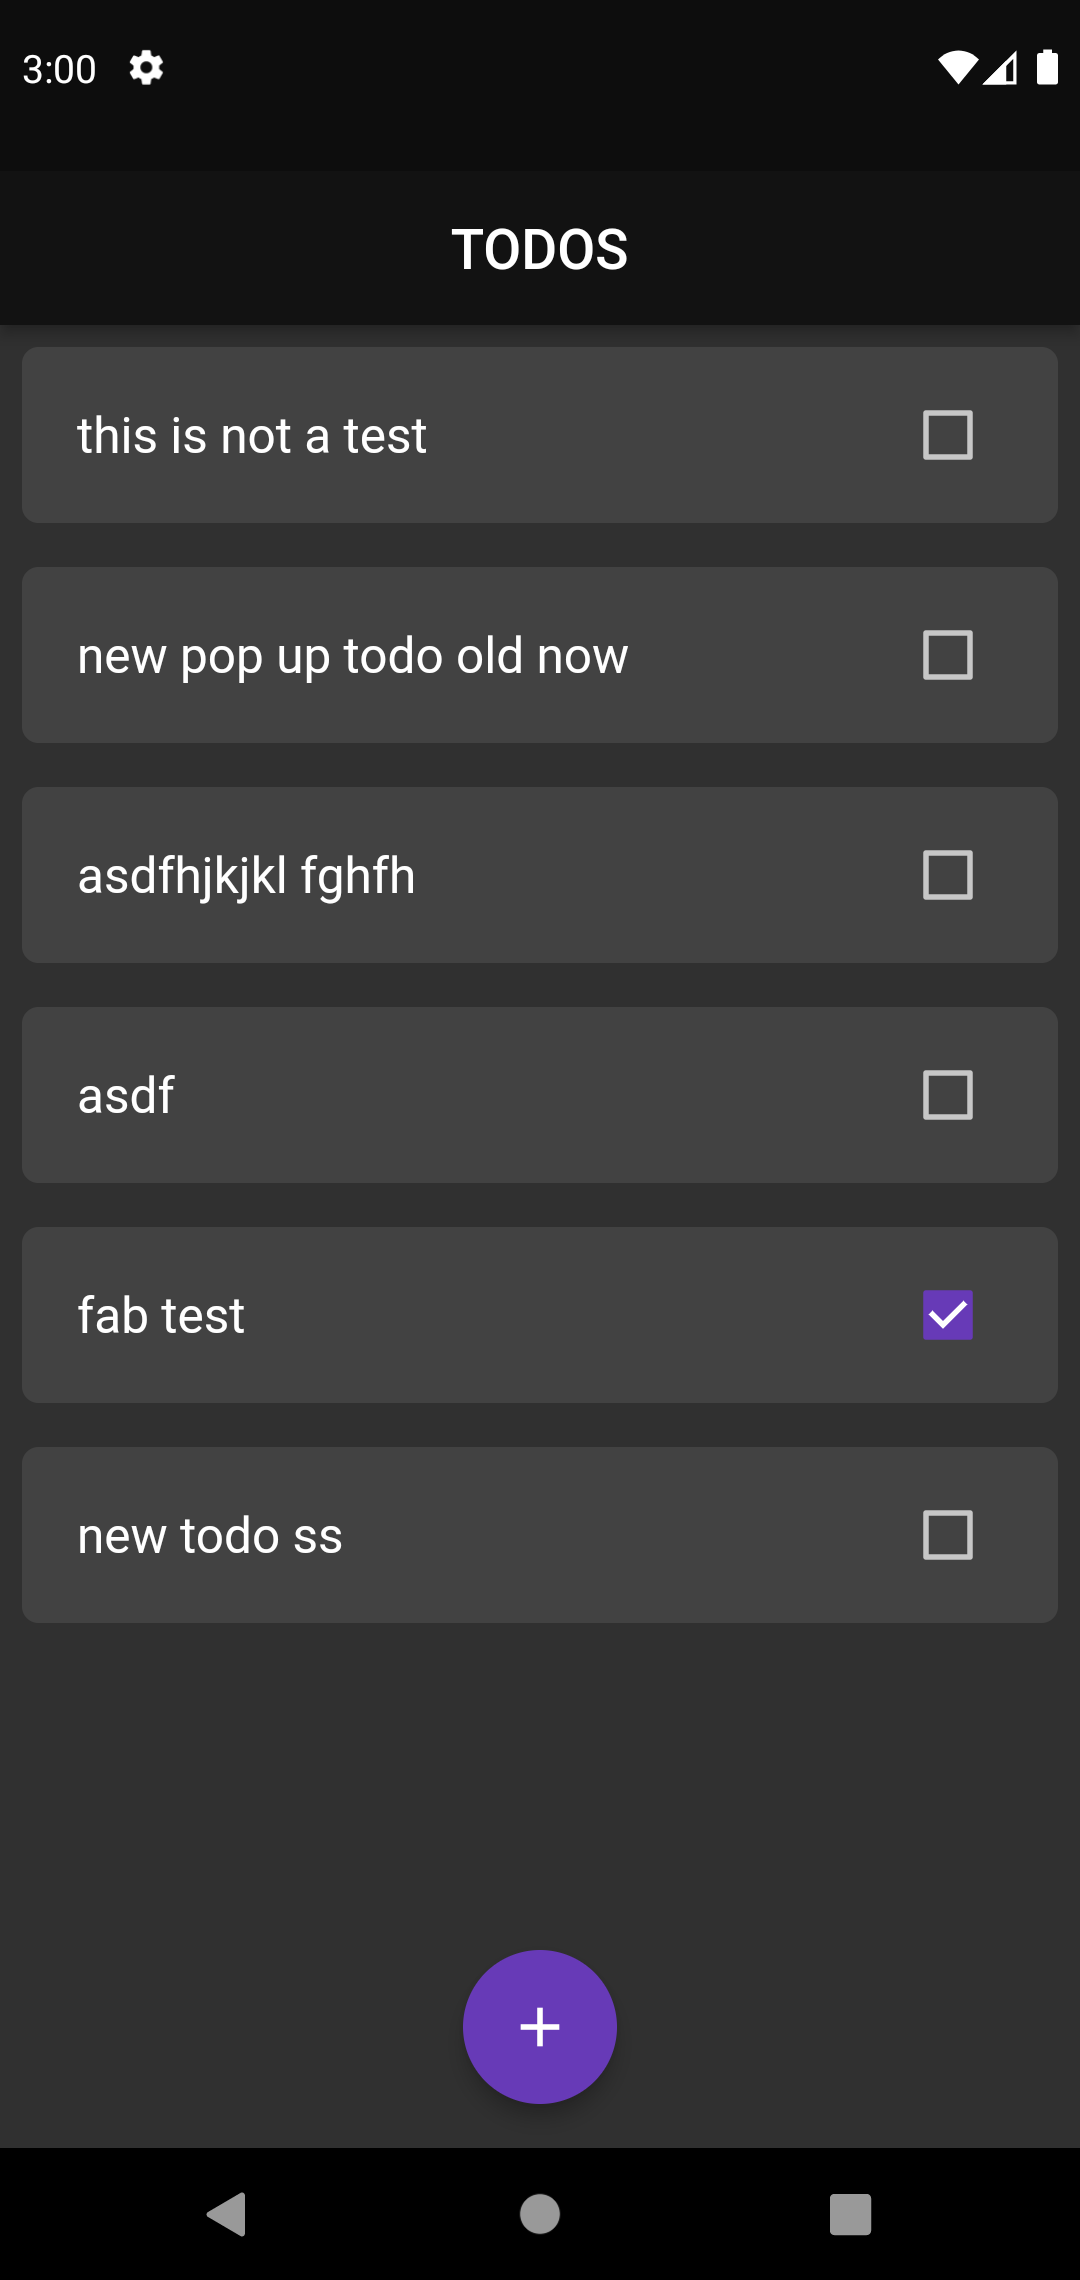 3:00
TODOS
this is not a test
new pop up todo old now
asdfhjkjkl fghfh
asdf
fab test
new todo ss